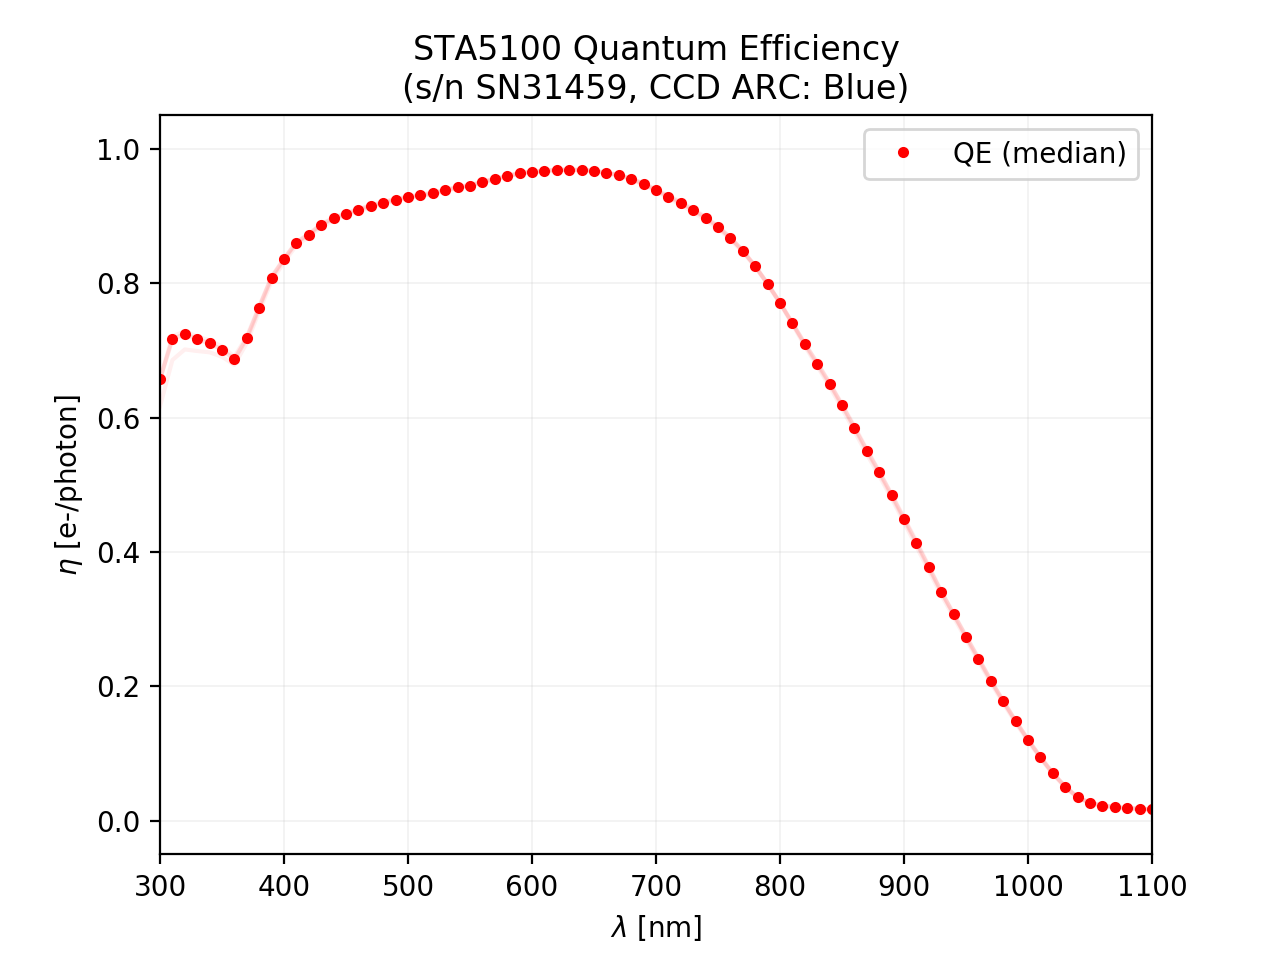 STA5100 Quantum Efficiency
(s/n SN31459, CCD ARC: Blue)
QE (median)
1.0
0.8
0.6
0.4
0.2
0.0
η [e-/photon]
300 400 500 600 700 800 900 1000 1100
λ [nm]